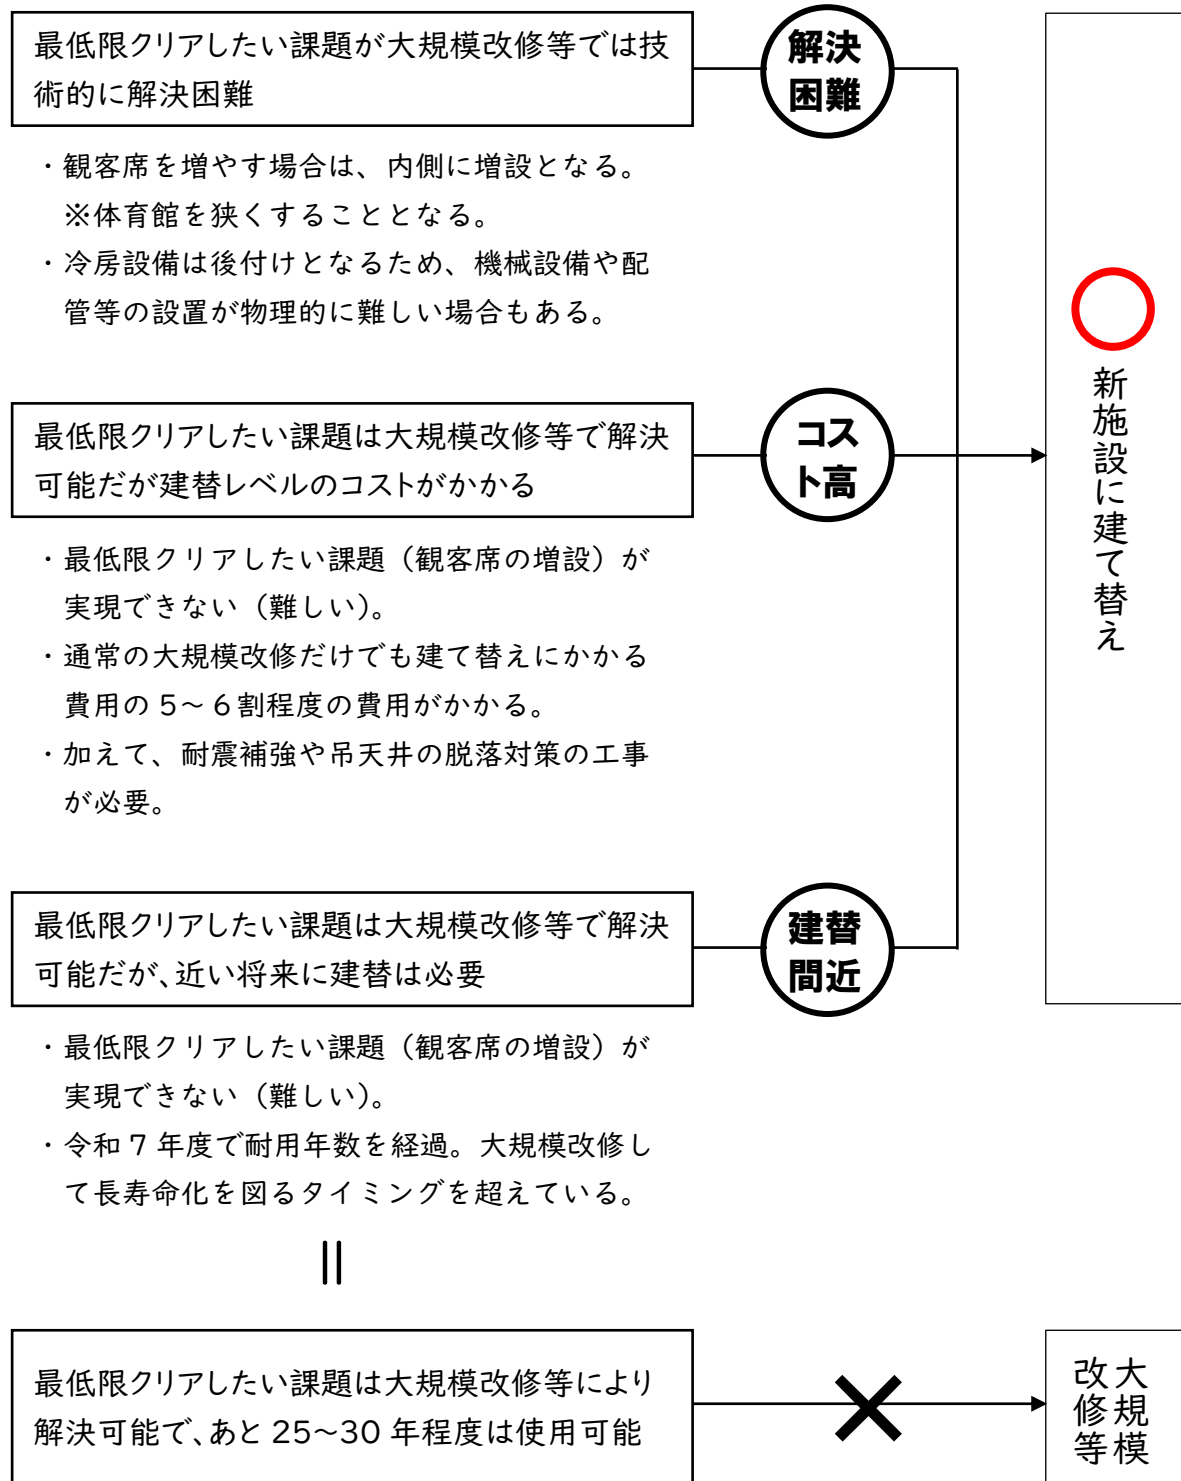 最低限クリアしたい課題が大規模改修等では技
術的に解決困難
解決
困難
・観客席を増やす場合は、内側に増設となる。
※体育館を狭くすることとなる。
・冷房設備は後付けとなるため、機械設備や配
管等の設置が物理的に難しい場合もある。
最低限クリアしたい課題は大規模改修等で解決
可能だが建替レベルのコストがかかる
コス
ト高
・最低限クリアしたい課題（観客席の増設）が
実現できない（難しい）。
・通常の大規模改修だけでも建て替えにかかる
費用の 5～6割程度の費用がかかる。
・加えて、耐震補強や吊天井の脱落対策の工事
が必要。
最低限クリアしたい課題は大規模改修等で解決
可能だが、近い将来に建替は必要
建替
間近
・最低限クリアしたい課題（観客席の増設）が
実現できない（難しい）。
・令和 7 年度で耐用年数を経過。大規模改修し
て長寿命化を図るタイミングを超えている。
新施設に建て替え
最低限クリアしたい課題は大規模改修等により
解決可能で、あと 25～30 年程度は使用可能
大規模
改修等